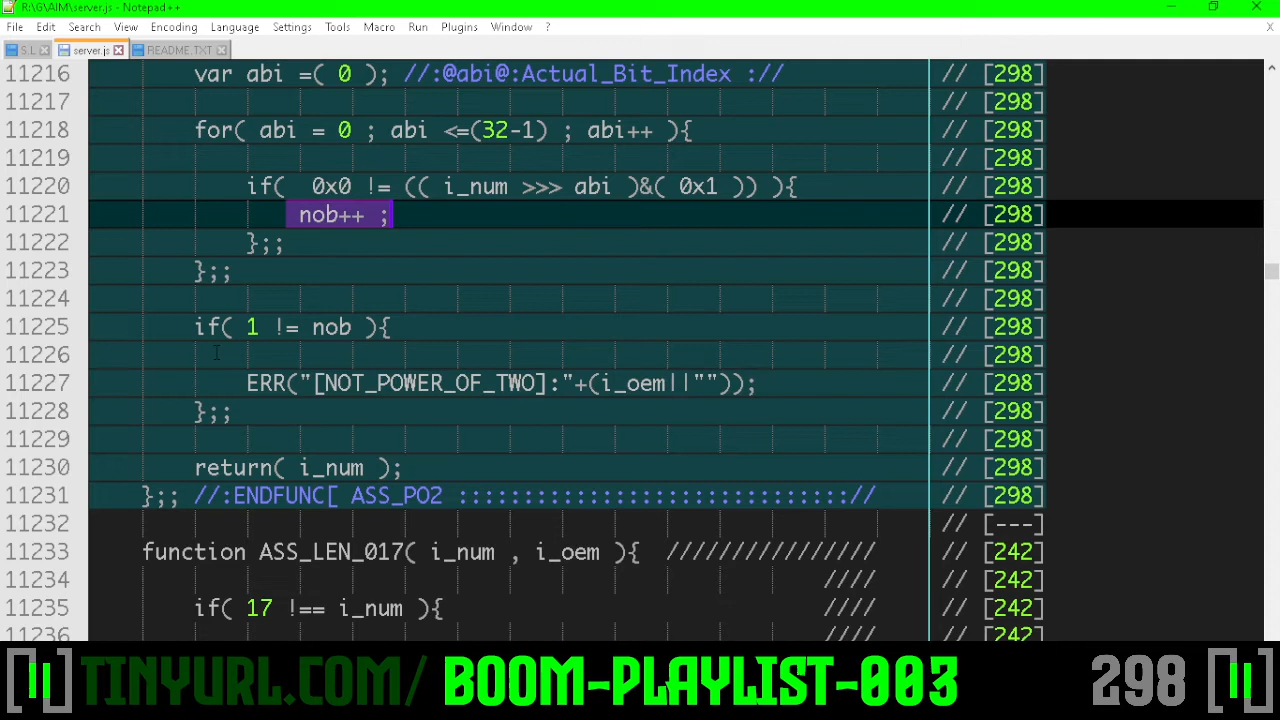 R:\G\AIM\server.js - Notepad++
File Edit Search View Encoding Language Settings Tools Macro Run Plugins Window ? X
S.L server.js README.TXT
11216 var abi =( 0 ); //:@abi@:Actual_Bit_Index :// // [298]
11217 // [298]
11218 for( abi = 0 ; abi <=(32-1) ; abi++ ){ // [298]
11219 // [298]
11220 if( 0x0 != (( i_num >>> abi )&( 0x1 )) ){ // [298]
11221 nob++ ; // [298]
11222 };; // [298]
11223 };; // [298]
11224 // [298]
11225 if( 1 != nob ){ // [298]
11226 // [298]
11227 ERR("[NOT_POWER_OF_TWO]:"+(i_oem||"")); // [298]
11228 };; // [298]
11229 // [298]
11230 return( i_num ); // [298]
11231 };; //:ENDFUNC[ ASS_PO2 ::::::::::::::::::::::::::::::// // [298]
11232 // [---]
11233 function ASS_LEN_017( i_num , i_oem ){ //////////////// // [242]
11234 //// // [242]
11235 if( 17 !== i_num ){ //// // [242]
11236 //// // [242]
TINYURL.COM/ BOOM-PLAYLIST-003 298